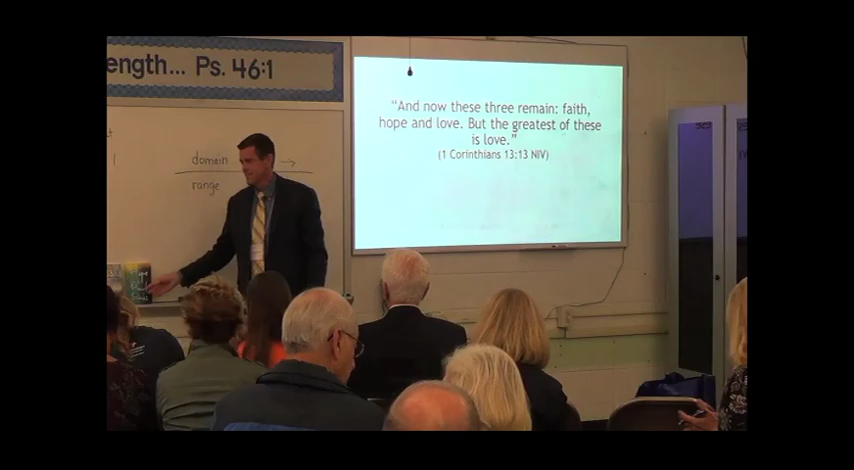 ength... Ps. 46:1
“And now these three remain: faith,
hope and love. But the greatest of these
is love.”
(1 Corinthians 13:13 NIV)
domain
range